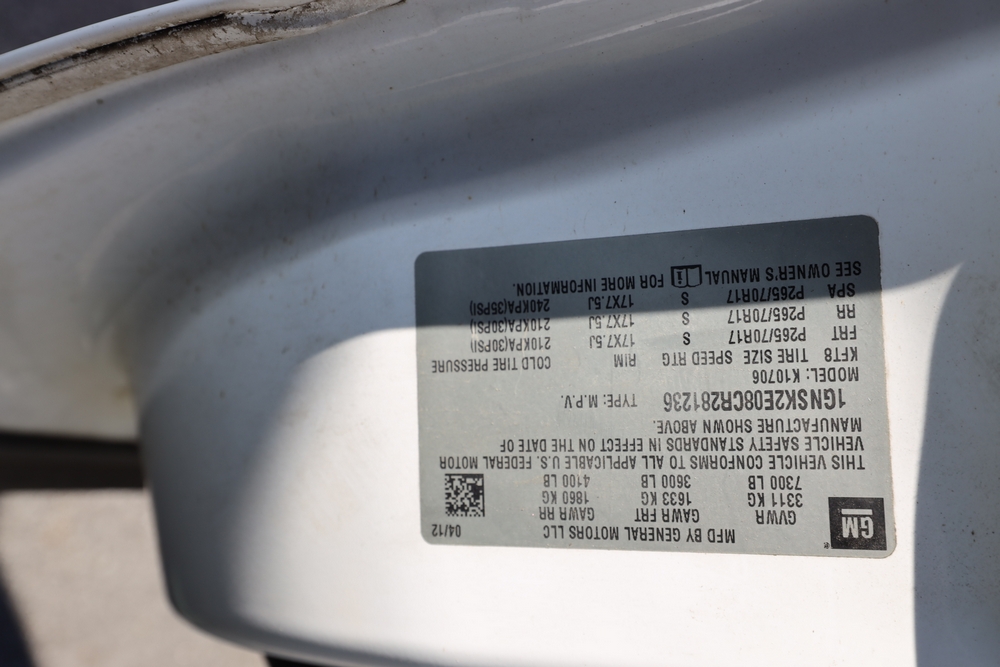 GM ®
MFD BY GENERAL MOTORS LLC 04/12
GVWR GAWR FRT GAWR RR
3311 KG 1633 KG 1860 KG
7300 LB 3600 LB 4100 LB
THIS VEHICLE CONFORMS TO ALL APPLICABLE U.S. FEDERAL MOTOR
VEHICLE SAFETY STANDARDS IN EFFECT ON THE DATE OF
MANUFACTURE SHOWN ABOVE.
1GNSK2E08CR281236 TYPE: M.P.V.
MODEL: K10706
KFT8 TIRE SIZE SPEED RTG RIM COLD TIRE PRESSURE
FRT P265/70R17 S 17X7.5J 210KPA(30PSI)
RR P265/70R17 S 17X7.5J 210KPA(30PSI)
SPA P265/70R17 S 17X7.5J 240KPA(35PSI)
SEE OWNER'S MANUAL FOR MORE INFORMATION.